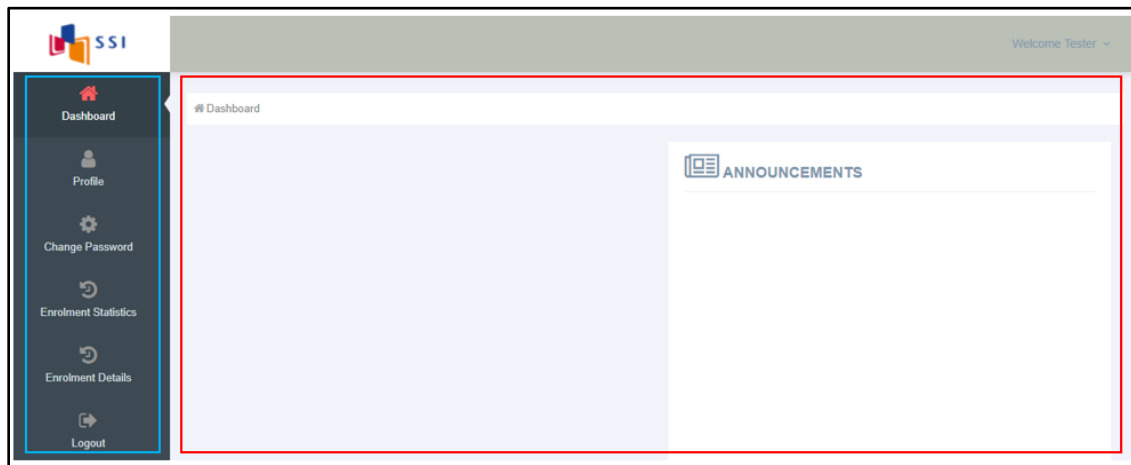 SSI
Welcome Tester
Dashboard
Dashboard
Profile
Change Password
Enrolment Statistics
Enrolment Details
Logout
ANNOUNCEMENTS